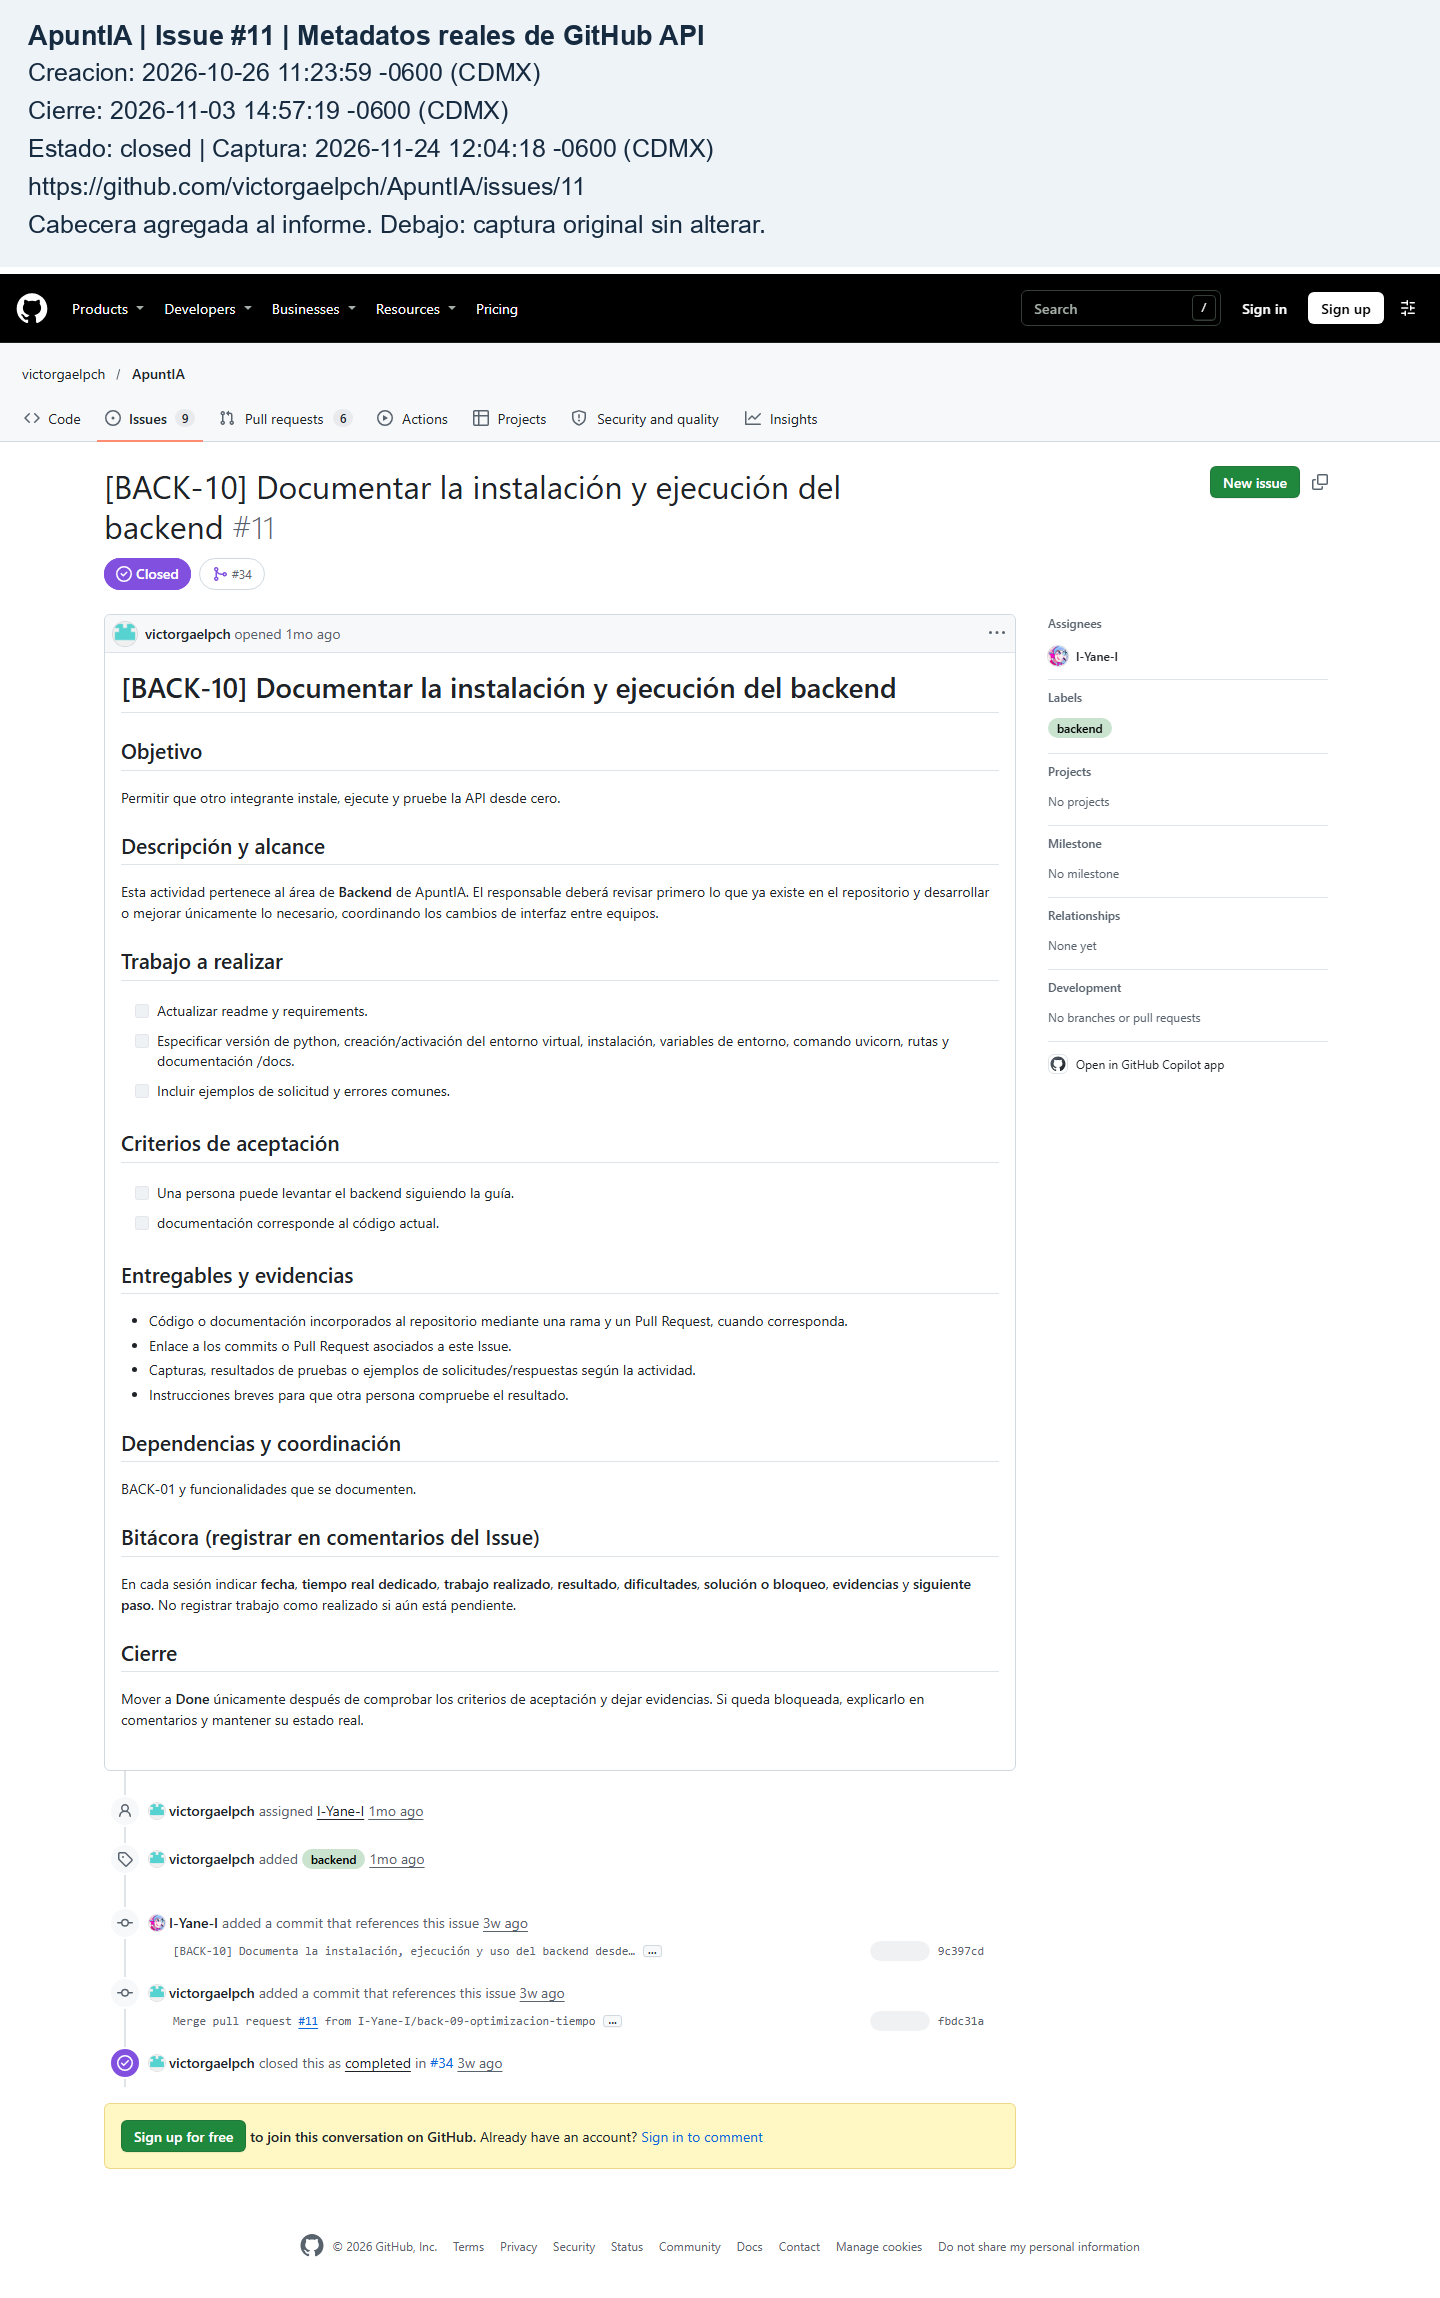 ApuntIA | Issue #11 | Metadatos reales de GitHub API
Creacion: 2026-10-26 11:23:59 -0600 (CDMX)
Cierre: 2026-11-03 14:57:19 -0600 (CDMX)
Estado: closed | Captura: 2026-11-24 12:04:18 -0600 (CDMX)
https://github.com/victorgaelpch/ApuntIA/issues/11
Cabecera agregada al informe. Debajo: captura original sin alterar.
Products Developers Businesses Resources Pricing Search / Sign in Sign up
victorgaelpch / ApuntIA
Code Issues 9 Pull requests 6 Actions Projects Security and quality Insights
[BACK-10] Documentar la instalación y ejecución del
backend #11
New issue
Closed #34
victorgaelpch opened 1mo ago
[BACK-10] Documentar la instalación y ejecución del backend
Objetivo
Permitir que otro integrante instale, ejecute y pruebe la API desde cero.
Descripción y alcance
Esta actividad pertenece al área de Backend de ApuntIA. El responsable deberá revisar primero lo que ya existe en el repositorio y desarrollar
o mejorar únicamente lo necesario, coordinando los cambios de interfaz entre equipos.
Trabajo a realizar
Actualizar readme y requirements.
Especificar versión de python, creación/activación del entorno virtual, instalación, variables de entorno, comando uvicorn, rutas y
documentación /docs.
Incluir ejemplos de solicitud y errores comunes.
Criterios de aceptación
Una persona puede levantar el backend siguiendo la guía.
documentación corresponde al código actual.
Entregables y evidencias
• Código o documentación incorporados al repositorio mediante una rama y un Pull Request, cuando corresponda.
• Enlace a los commits o Pull Request asociados a este Issue.
• Capturas, resultados de pruebas o ejemplos de solicitudes/respuestas según la actividad.
• Instrucciones breves para que otra persona compruebe el resultado.
Dependencias y coordinación
BACK-01 y funcionalidades que se documenten.
Bitácora (registrar en comentarios del Issue)
En cada sesión indicar fecha, tiempo real dedicado, trabajo realizado, resultado, dificultades, solución o bloqueo, evidencias y siguiente
paso. No registrar trabajo como realizado si aún está pendiente.
Cierre
Mover a Done únicamente después de comprobar los criterios de aceptación y dejar evidencias. Si queda bloqueada, explicarlo en
comentarios y mantener su estado real.
Assignees
I-Yane-I
Labels
backend
Projects
No projects
Milestone
No milestone
Relationships
None yet
Development
No branches or pull requests
Open in GitHub Copilot app
victorgaelpch assigned I-Yane-I 1mo ago
victorgaelpch added backend 1mo ago
I-Yane-I added a commit that references this issue 3w ago
[BACK-10] Documenta la instalación, ejecución y uso del backend desde… ... 9c397cd
victorgaelpch added a commit that references this issue 3w ago
Merge pull request #11 from I-Yane-I/back-09-optimizacion-tiempo ... fbdc31a
victorgaelpch closed this as completed in #34 3w ago
Sign up for free to join this conversation on GitHub. Already have an account? Sign in to comment
© 2026 GitHub, Inc. Terms Privacy Security Status Community Docs Contact Manage cookies Do not share my personal information